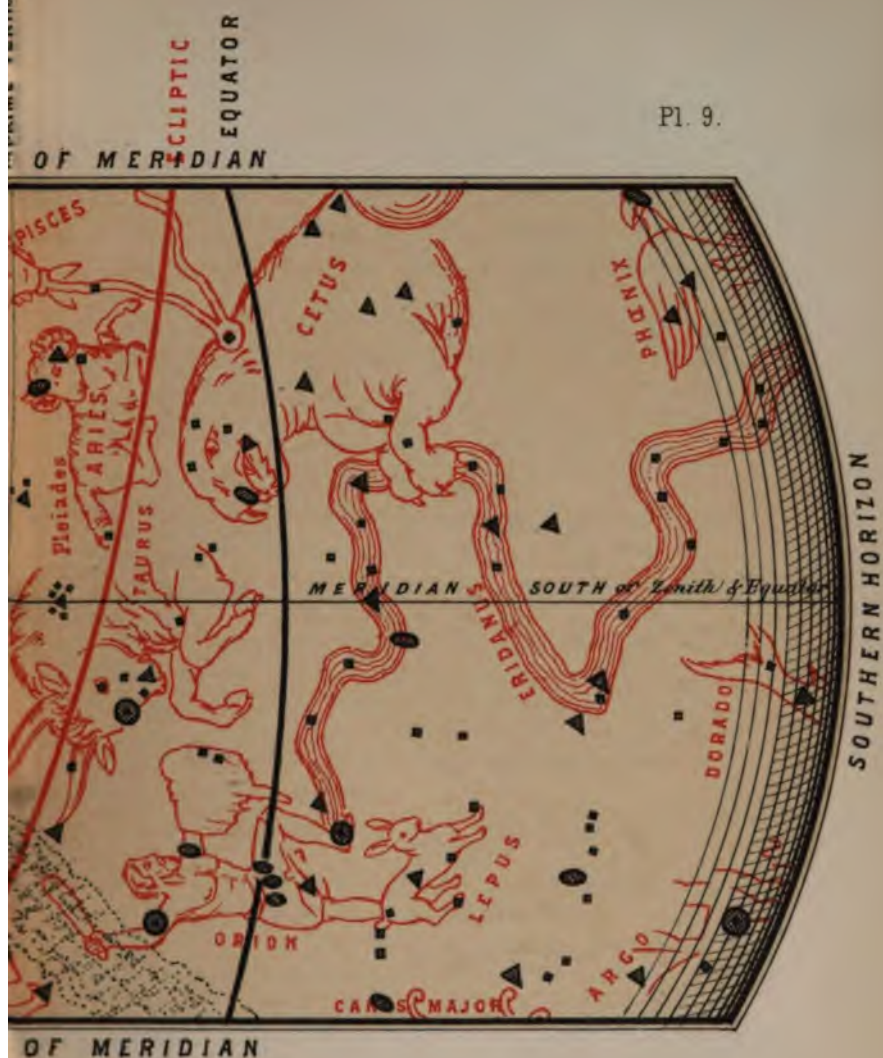 ECLIPTIC
EQUATOR
Pl. 9.
OF MERIDIAN
PISCES
CETUS
PHŒNIX
ARIES
Pleiades
TAURUS
MERIDIAN SOUTH of Zenith & Equator
ERIDANUS
DORADO
SOUTHERN HORIZON
LEPUS
ORION
ARGO
CANIS MAJOR
OF MERIDIAN